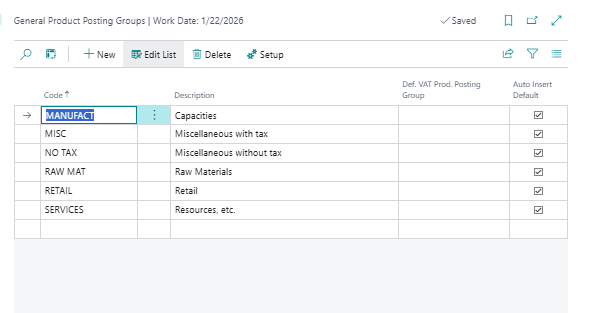 General Product Posting Groups | Work Date: 1/22/2026
Saved
New
Edit List
Delete
Setup
Code ↑
Description
Def. VAT Prod. Posting
Group
Auto Insert
Default
MANUFACT
Capacities
MISC
Miscellaneous with tax
NO TAX
Miscellaneous without tax
RAW MAT
Raw Materials
RETAIL
Retail
SERVICES
Resources, etc.